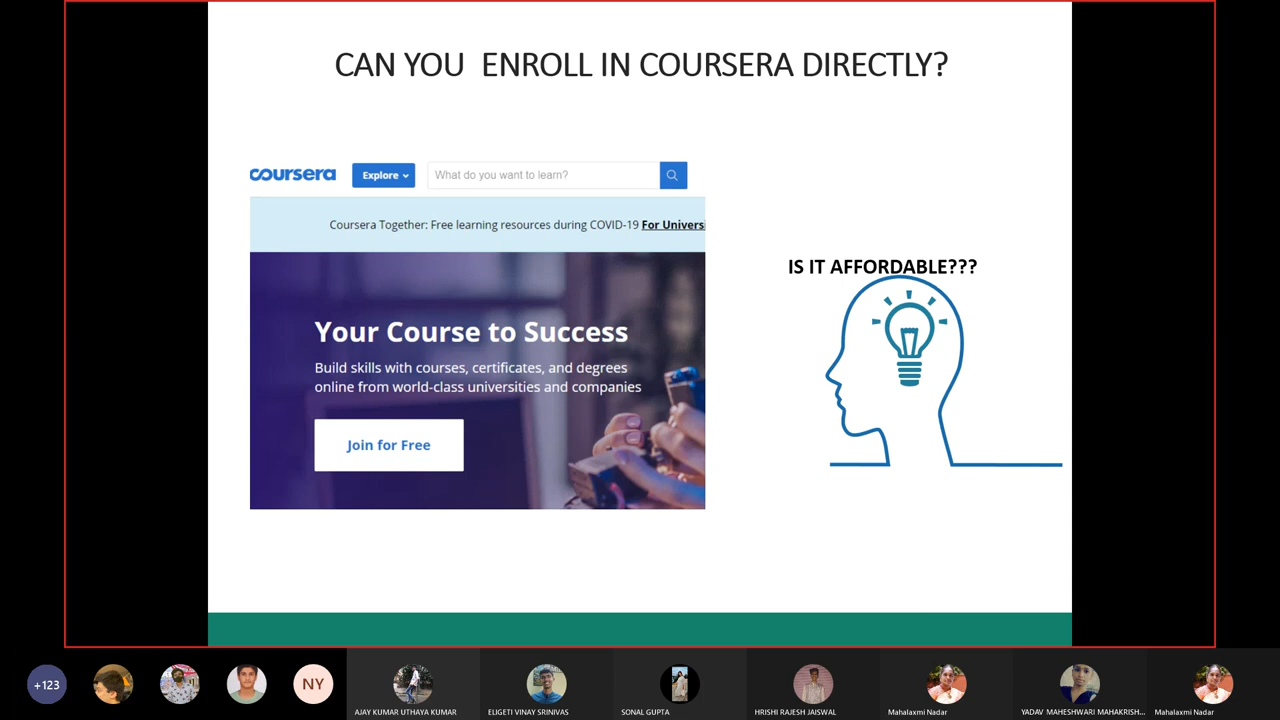 CAN YOU ENROLL IN COURSERA DIRECTLY?
coursera
Explore
What do you want to learn?
Coursera Together: Free learning resources during COVID-19 For Univers
IS IT AFFORDABLE???
Your Course to Success
Build skills with courses, certificates, and degrees
online from world-class universities and companies
Join for Free
+123
NY
AJAY KUMAR UTHAYA KUMAR
ELIGETI VINAY SRINIVAS
SONAL GUPTA
HRISHI RAJESH JAISWAL
Mahalaxmi Nadar
YADAV MAHESHWARI MAHAKRISH...
Mahalaxmi Nadar